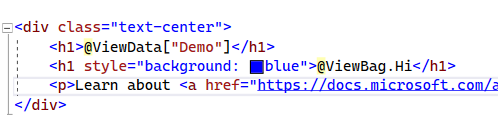 <div class="text-center">
<h1>@ViewData["Demo"]</h1>
<h1 style="background: blue">@ViewBag.Hi</h1>
<p>Learn about <a href="https://docs.microsoft.com/a
</div>